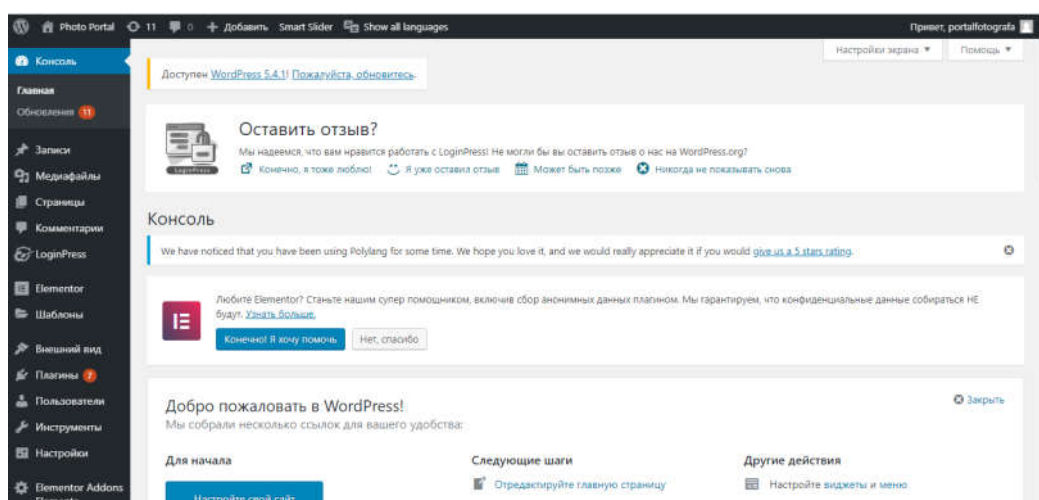 Photo Portal 11 0 + Добавить Smart Slider Show all languages Привет, portalfotografa
Настройки экрана Помощь
Консоль
Главная
Обновления 11
Записи
Медиафайлы
Страницы
Комментарии
LoginPress
Elementor
Шаблоны
Внешний вид
Плагины 7
Пользователи
Инструменты
Настройки
Elementor Addons
Доступен WordPress 5.4.1! Пожалуйста, обновитесь.
LoginPress
Оставить отзыв?
Мы надеемся, что вам нравится работать с LoginPress! Не могли бы вы оставить отзыв о нас на WordPress.org?
Конечно, я тоже люблю! Я уже оставил отзыв Может быть позже Никогда не показывать снова
Консоль
We have noticed that you have been using Polylang for some time. We hope you love it, and we would really appreciate it if you would give us a 5 stars rating.
Любите Elementor? Станьте нашим супер помощником, включив сбор анонимных данных плагином. Мы гарантируем, что конфиденциальные данные собираться НЕ
будут. Узнать больше.
Конечно! Я хочу помочь Нет, спасибо
Добро пожаловать в WordPress!
Закрыть
Мы собрали несколько ссылок для вашего удобства:
Для начала
Настройте свой сайт
Следующие шаги
Отредактируйте главную страницу
Другие действия
Настройте виджеты и меню